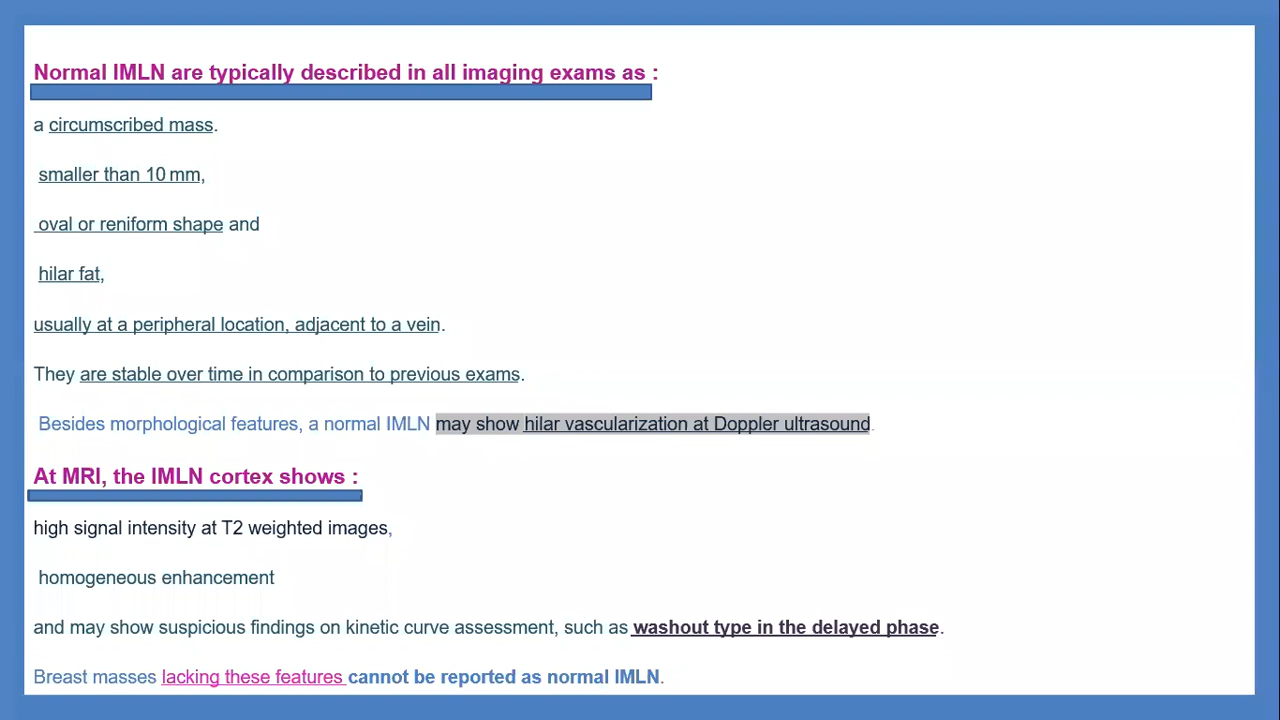 Normal IMLN are typically described in all imaging exams as :
a circumscribed mass.
smaller than 10 mm,
oval or reniform shape and
hilar fat,
usually at a peripheral location, adjacent to a vein.
They are stable over time in comparison to previous exams.
Besides morphological features, a normal IMLN may show hilar vascularization at Doppler ultrasound.
At MRI, the IMLN cortex shows :
high signal intensity at T2 weighted images,
homogeneous enhancement
and may show suspicious findings on kinetic curve assessment, such as washout type in the delayed phase.
Breast masses lacking these features cannot be reported as normal IMLN.